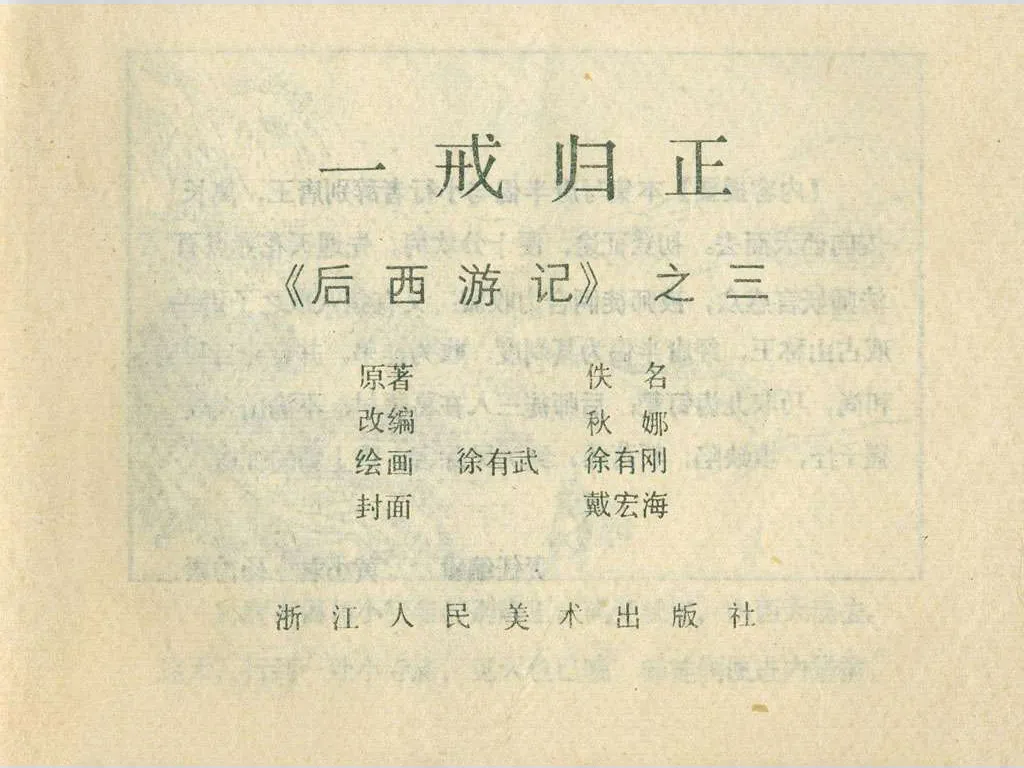 一戒归正
《后西游记》之三
原著 佚名
改编 秋娜
绘画 徐有武 徐有刚
封面 戴宏海
浙江人民美术出版社